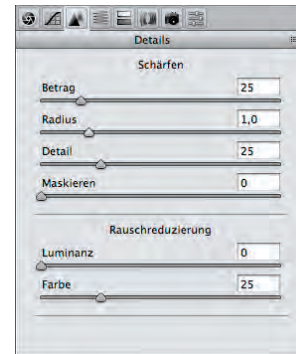 Details
Schärfen
Betrag 25
Radius 1,0
Detail 25
Maskieren 0
Rauschreduzierung
Luminanz 0
Farbe 25